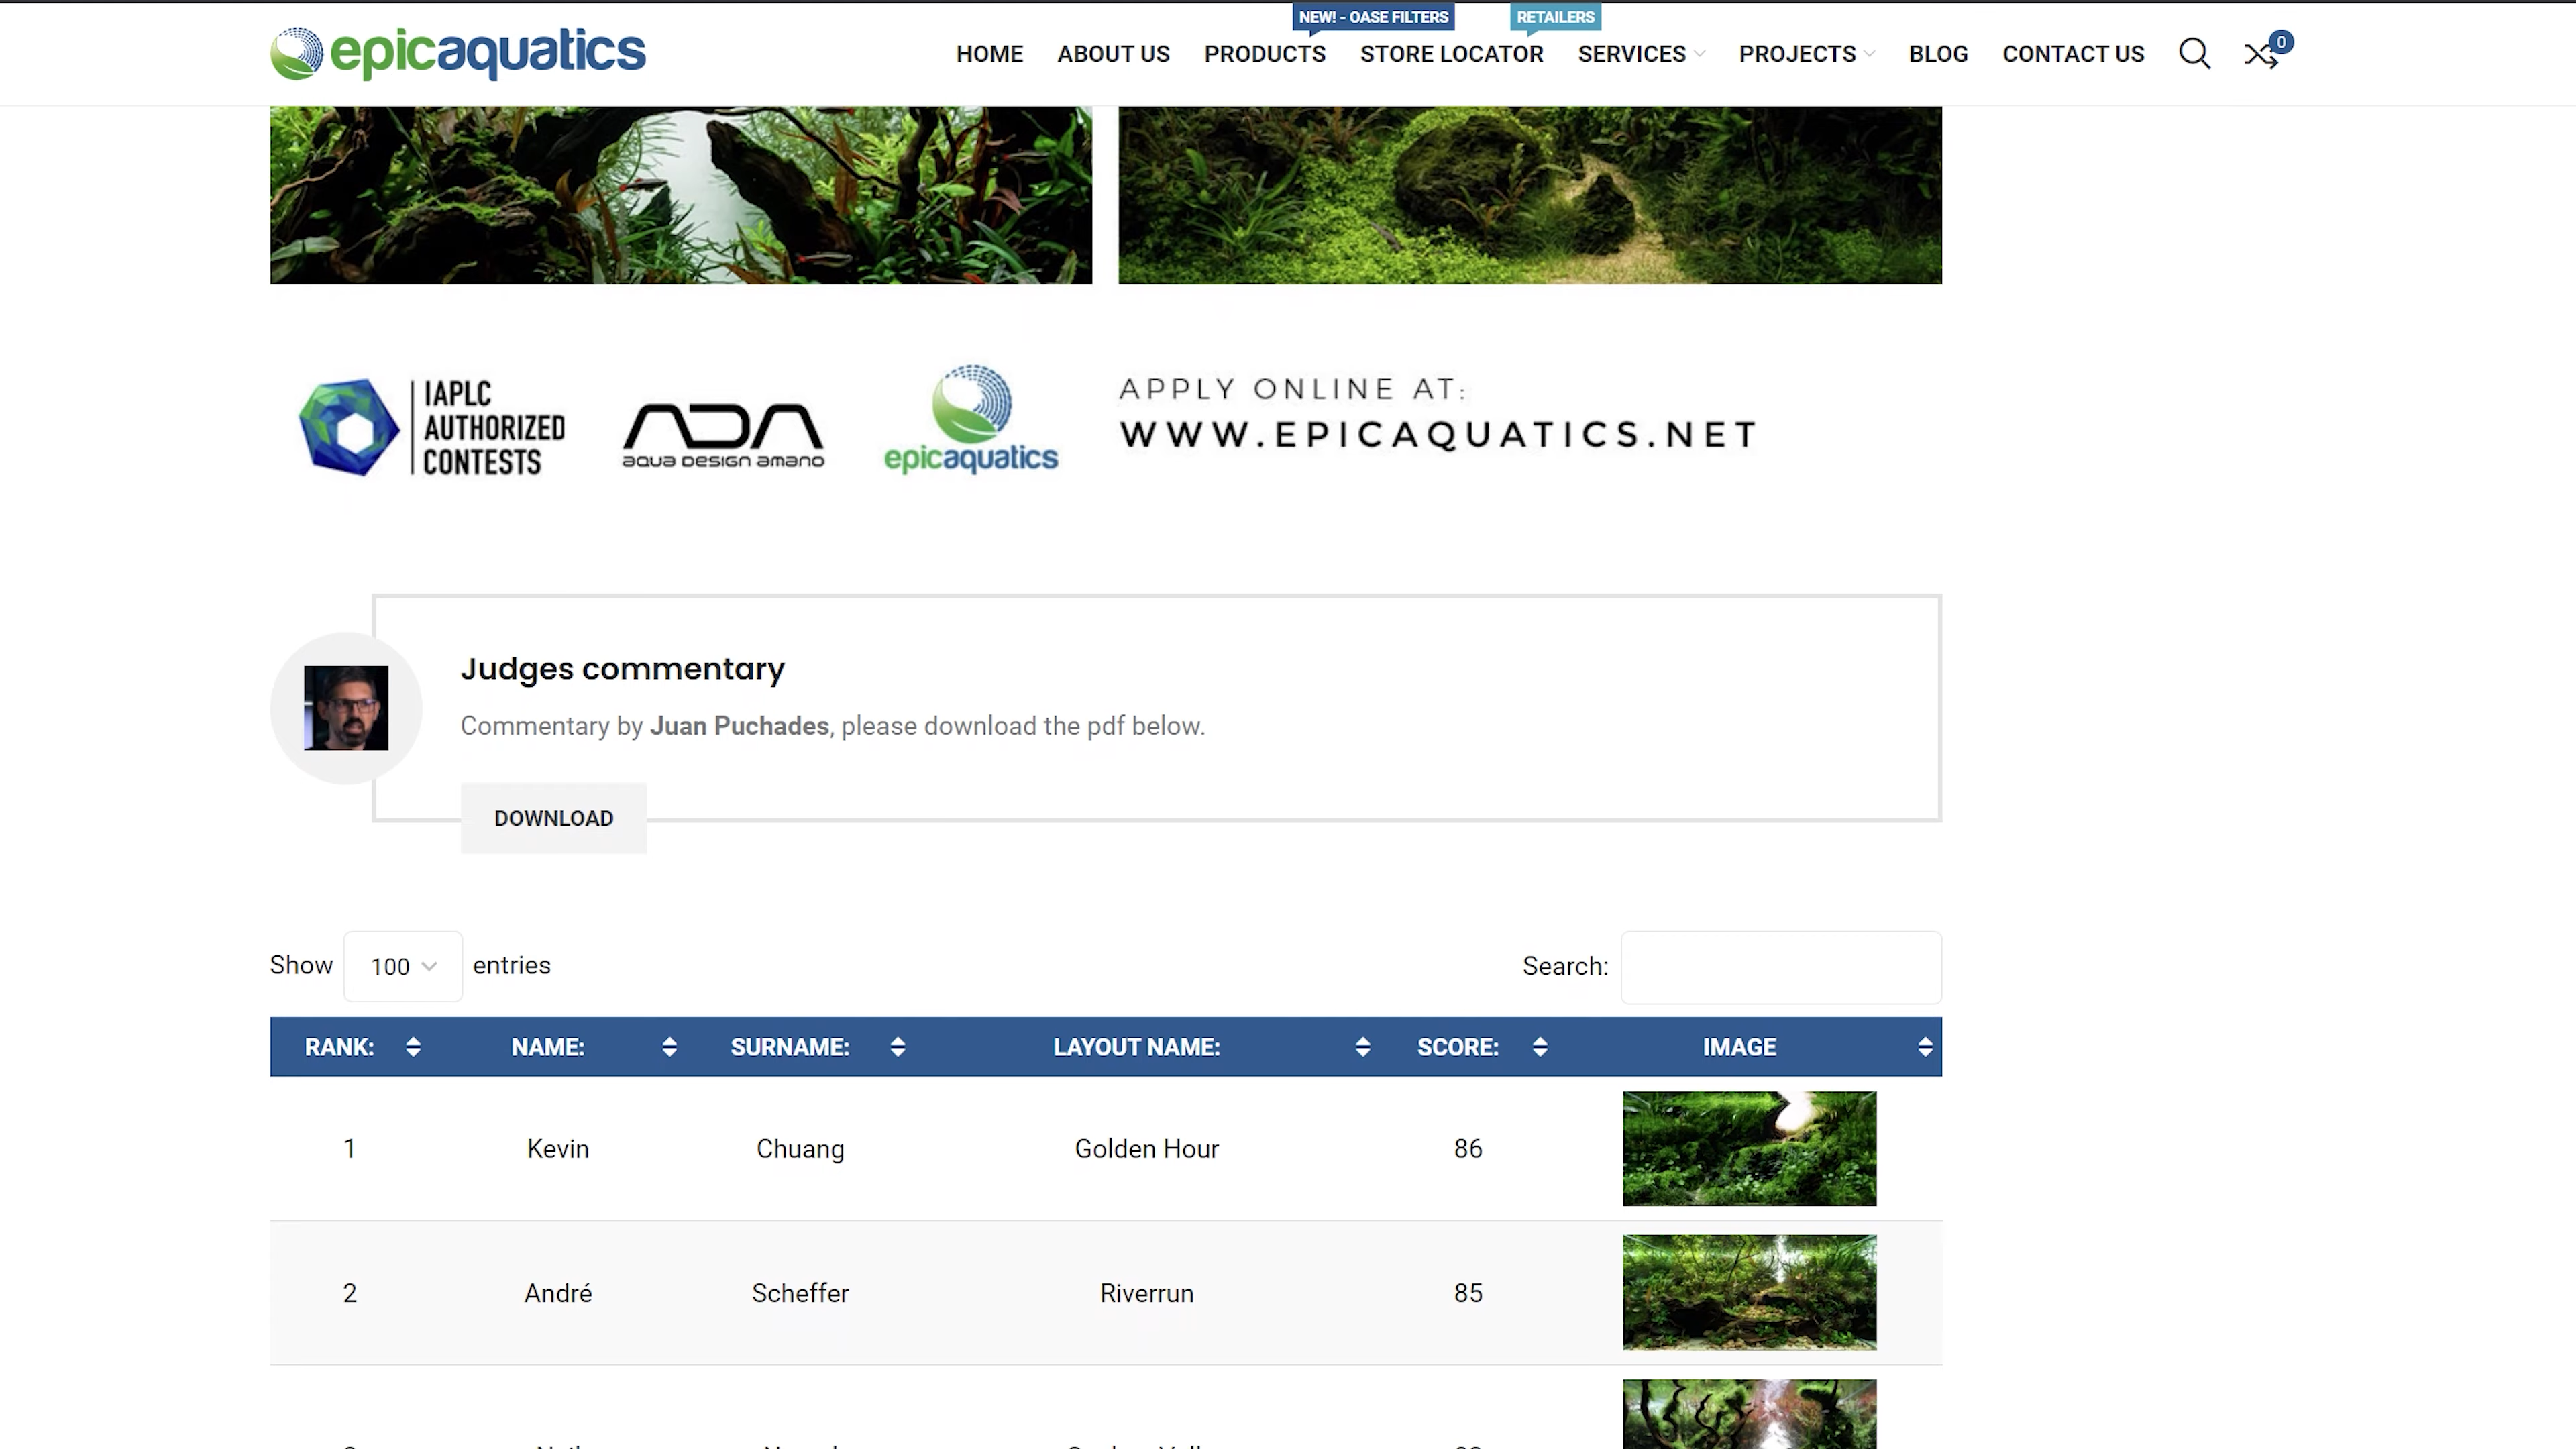 NEW! - OASE FILTERS
RETAILERS
epicaquatics
HOME ABOUT US PRODUCTS STORE LOCATOR SERVICES PROJECTS BLOG CONTACT US 0
IAPLC
AUTHORIZED
CONTESTS
ADA
aqua design amano
epicaquatics
APPLY ONLINE AT:
WWW.EPICAQUATICS.NET
Judges commentary
Commentary by Juan Puchades, please download the pdf below.
DOWNLOAD
Show 100 entries Search:
RANK: NAME: SURNAME: LAYOUT NAME: SCORE: IMAGE
1 Kevin Chuang Golden Hour 86
2 André Scheffer Riverrun 85